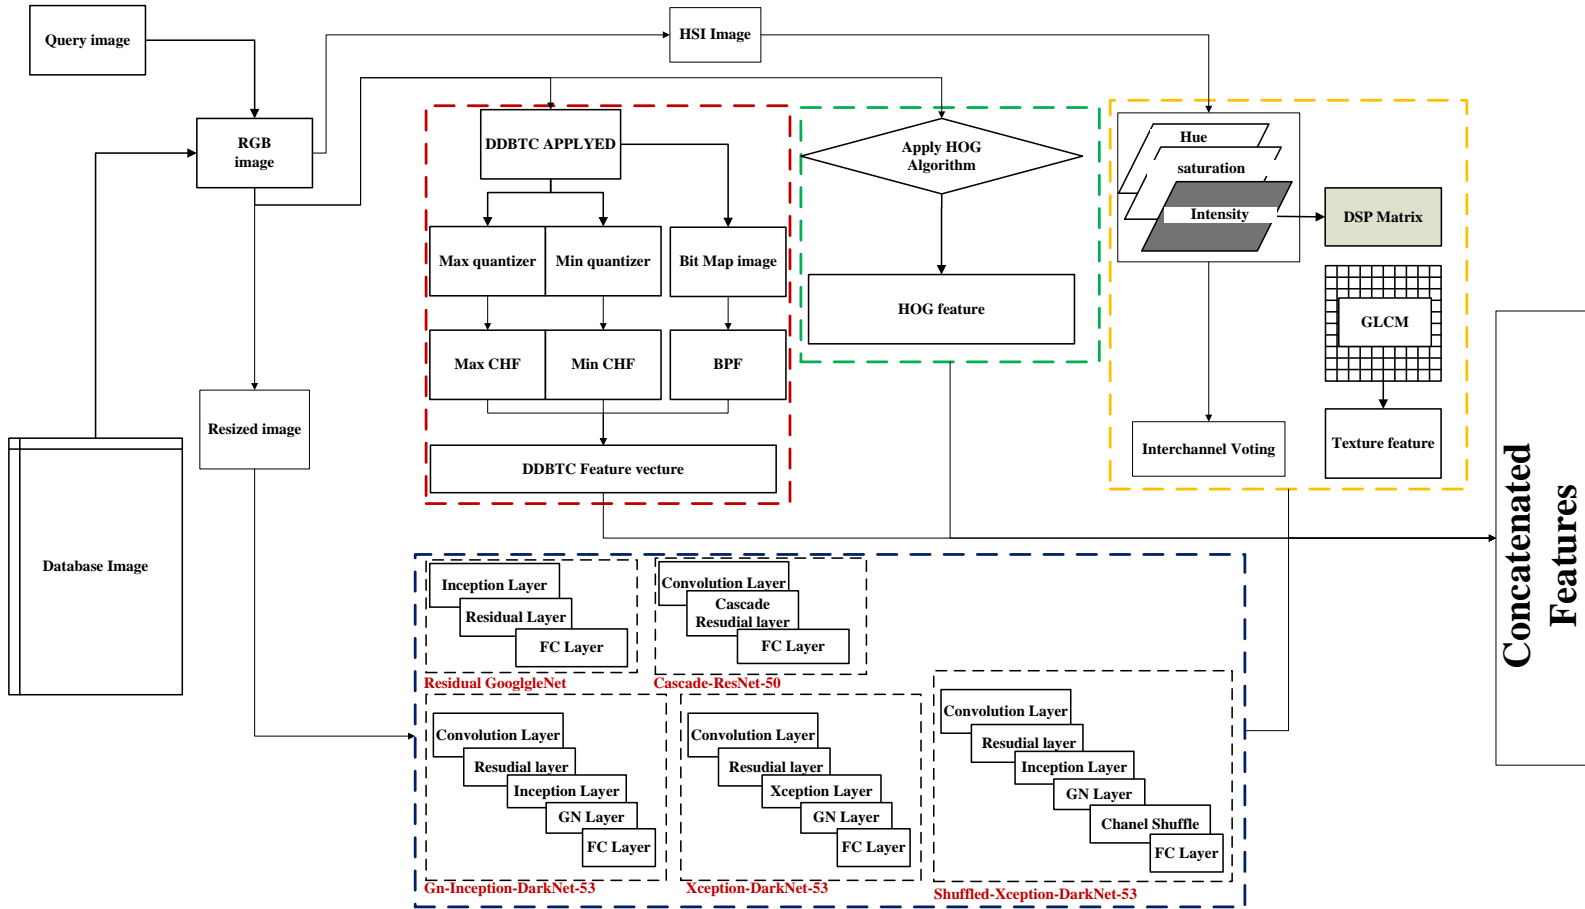 Query image
HSI Image
RGB
image
DDBTC APPLYED
Apply HOG
Algorithm
Hue
saturation
Intensity
DSP Matrix
Max quantizer
Min quantizer
Bit Map image
HOG feature
GLCM
Max CHF
Min CHF
BPF
Resized image
Interchannel Voting
Texture feature
DDBTC Feature vecture
Concatenated
Features
Database Image
Inception Layer
Residual Layer
FC Layer
Residual GooglgleNet
Convolution Layer
Cascade
Resudial layer
FC Layer
Cascade-ResNet-50
Convolution Layer
Resudial layer
Inception Layer
GN Layer
FC Layer
Gn-Inception-DarkNet-53
Convolution Layer
Resudial layer
Xception Layer
GN Layer
FC Layer
Xception-DarkNet-53
Convolution Layer
Resudial layer
Inception Layer
GN Layer
Chanel Shuffle
FC Layer
Shuffled-Xception-DarkNet-53